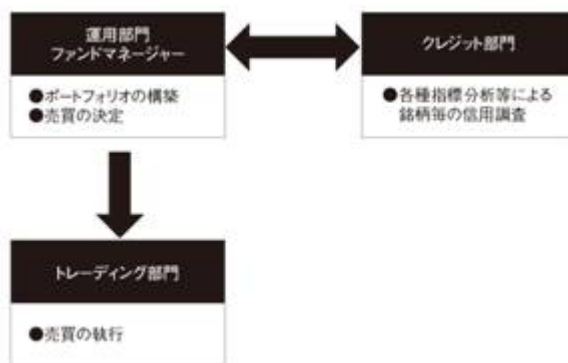 運用部門
ファンドマネージャー
●ポートフォリオの構築
●売買の決定
クレジット部門
●各種指標分析等による
銘柄毎の信用調査
トレーディング部門
●売買の執行